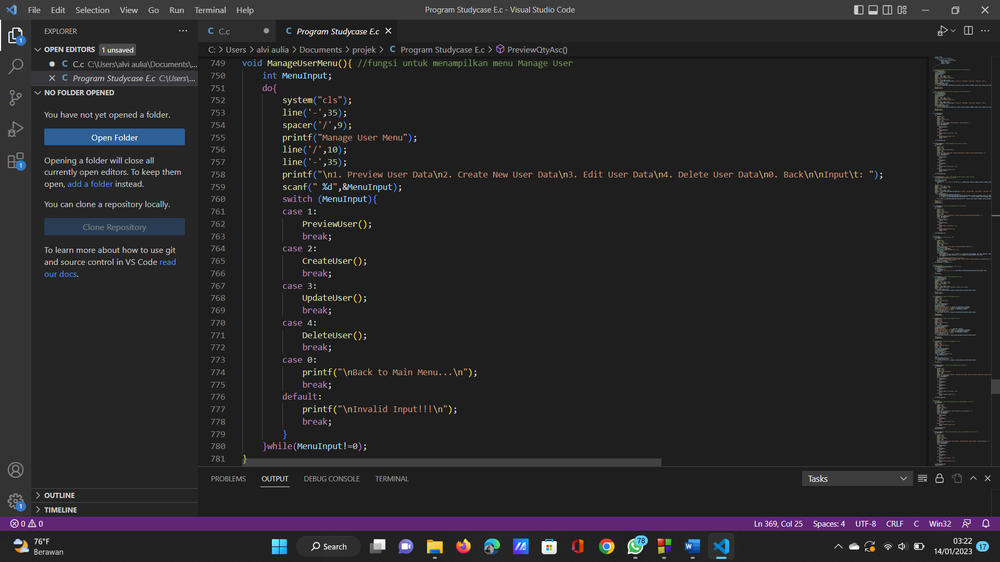 File Edit Selection View Go Run Terminal Help
Program Studycase E.c - Visual Studio Code
EXPLORER
OPEN EDITORS 1 unsaved
C C.c C:\Users\alvi aulia\Documents\...
C Program Studycase E.c C:\Users\...
NO FOLDER OPENED
You have not yet opened a folder.
Open Folder
Opening a folder will close all
currently open editors. To keep them
open, add a folder instead.
You can clone a repository locally.
Clone Repository
To learn more about how to use git
and source control in VS Code read
our docs.
OUTLINE
TIMELINE
1
1
1
C C.c
C Program Studycase E.c
C: > Users > alvi aulia > Documents > projek > C Program Studycase E.c > PreviewQtyAsc()
749 void ManageUserMenu(){ //fungsi untuk menampilkan menu Manage User
750 int MenuInput;
751 do{
752 system("cls");
753 line('-',35);
754 spacer('/',9);
755 printf("Manage User Menu");
756 line('/',10);
757 line('-',35);
758 printf("\n1. Preview User Data\n2. Create New User Data\n3. Edit User Data\n4. Delete User Data\n0. Back\n\nInput\t: ");
759 scanf(" %d",&MenuInput);
760 switch (MenuInput){
761 case 1:
762 PreviewUser();
763 break;
764 case 2:
765 CreateUser();
766 break;
767 case 3:
768 UpdateUser();
769 break;
770 case 4:
771 DeleteUser();
772 break;
773 case 0:
774 printf("\nBack to Main Menu...\n");
775 break;
776 default:
777 printf("\nInvalid Input!!!\n");
778 break;
779 }
780 }while(MenuInput!=0);
781 }
PROBLEMS OUTPUT DEBUG CONSOLE TERMINAL
Tasks
0 0
Ln 369, Col 25 Spaces: 4 UTF-8 CRLF C Win32
76°F
Berawan
Search
78
03:22
14/01/2023
17